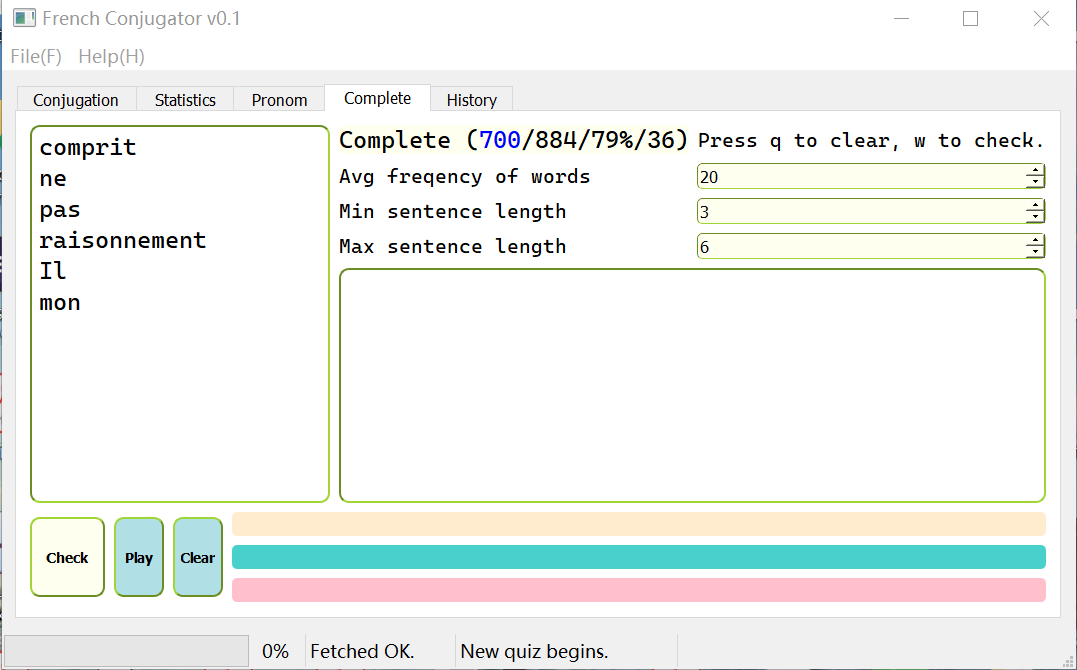 French Conjugator v0.1
File(F) Help(H)
Conjugation Statistics Pronom Complete History
comprit
ne
pas
raisonnement
Il
mon
Complete (700/884/79%/36) Press q to clear, w to check.
Avg freqency of words 20
Min sentence length 3
Max sentence length 6
Check Play Clear
0% Fetched OK. New quiz begins.